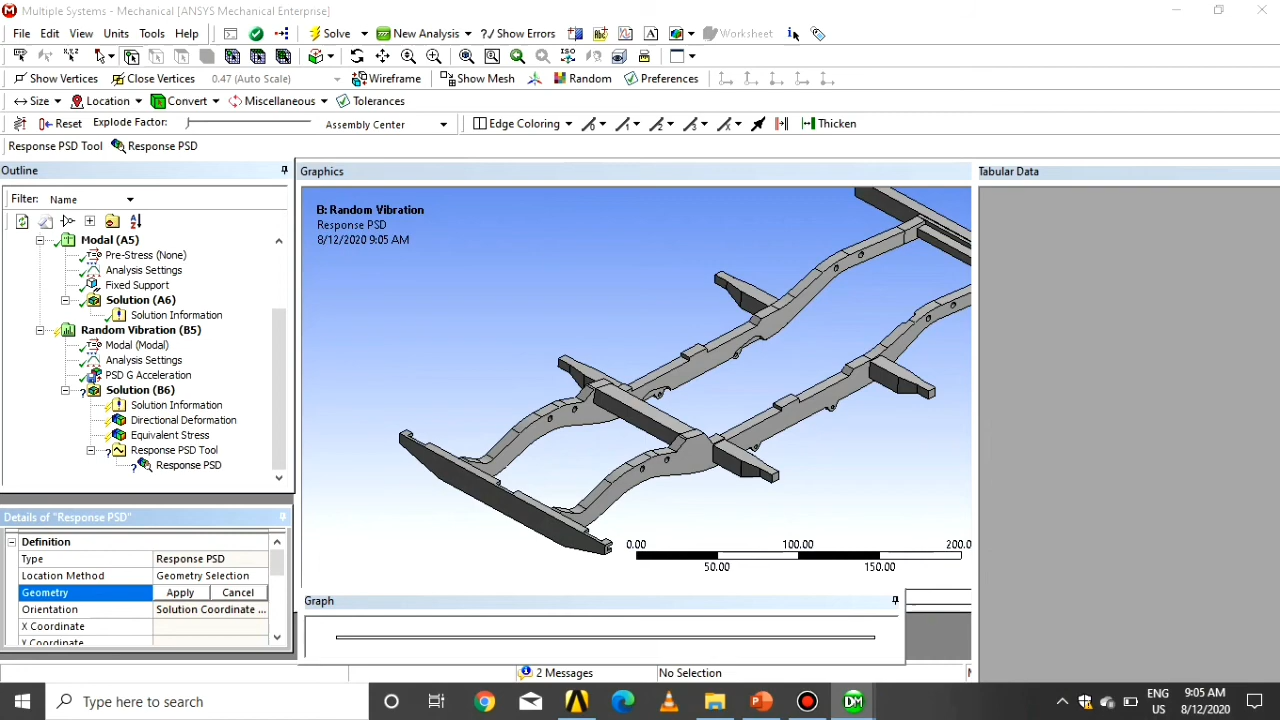 Multiple Systems - Mechanical [ANSYS Mechanical Enterprise]
File Edit View Units Tools Help Solve New Analysis ?/ Show Errors Worksheet
Show Vertices Close Vertices 0.47 (Auto Scale) Wireframe Show Mesh Random Preferences
Size Location Convert Miscellaneous Tolerances
Reset Explode Factor: Assembly Center Edge Coloring Thicken
Response PSD Tool Response PSD
Outline
Filter: Name
Modal (A5)
Pre-Stress (None)
Analysis Settings
Fixed Support
Solution (A6)
Solution Information
Random Vibration (B5)
Modal (Modal)
Analysis Settings
PSD G Acceleration
Solution (B6)
Solution Information
Directional Deformation
Equivalent Stress
Response PSD Tool
Response PSD
Details of "Response PSD"
Definition
Type Response PSD
Location Method Geometry Selection
Geometry Apply Cancel
Orientation Solution Coordinate ...
X Coordinate
Y Coordinate
Graphics
B: Random Vibration
Response PSD
8/12/2020 9:05 AM
0.00 100.00 200.0
50.00 150.00
Graph
Tabular Data
2 Messages No Selection
Type here to search
DM
ENG
US
9:05 AM
8/12/2020